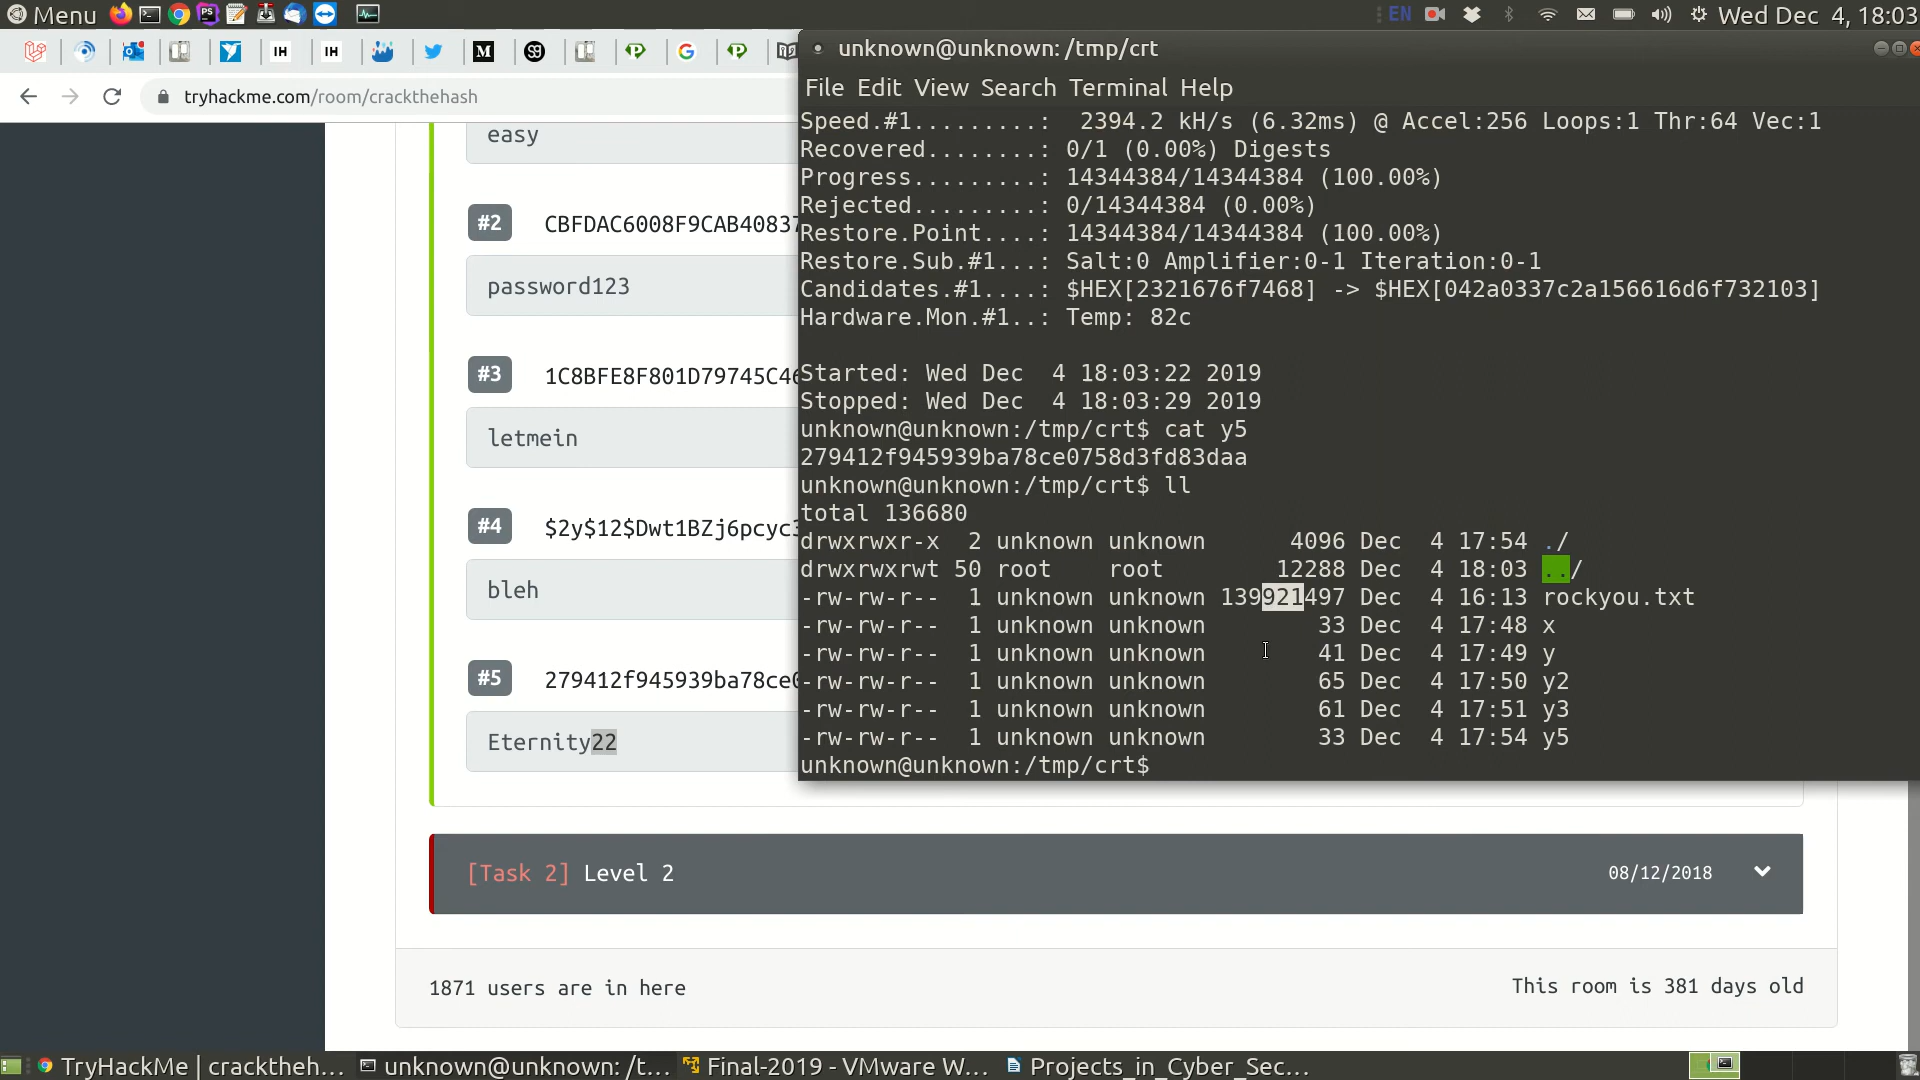 Menu
EN
Wed Dec 4, 18:03
tryhackme.com/room/crackthehash
easy
#2 CBFDAC6008F9CAB40837
password123
#3 1C8BFE8F801D79745C46
letmein
#4 $2y$12$Dwt1BZj6pcyc3
bleh
#5 279412f945939ba78ce0
Eternity22
[Task 2] Level 2
08/12/2018
1871 users are in here
This room is 381 days old
unknown@unknown: /tmp/crt
File Edit View Search Terminal Help
Speed.#1.........:  2394.2 kH/s (6.32ms) @ Accel:256 Loops:1 Thr:64 Vec:1
Recovered........: 0/1 (0.00%) Digests
Progress.........: 14344384/14344384 (100.00%)
Rejected.........: 0/14344384 (0.00%)
Restore.Point....: 14344384/14344384 (100.00%)
Restore.Sub.#1...: Salt:0 Amplifier:0-1 Iteration:0-1
Candidates.#1....: $HEX[2321676f7468] -> $HEX[042a0337c2a156616d6f732103]
Hardware.Mon.#1..: Temp: 82c
Started: Wed Dec  4 18:03:22 2019
Stopped: Wed Dec  4 18:03:29 2019
unknown@unknown:/tmp/crt$ cat y5
279412f945939ba78ce0758d3fd83daa
unknown@unknown:/tmp/crt$ ll
total 136680
drwxrwxr-x  2 unknown unknown      4096 Dec  4 17:54 ./
drwxrwxrwt 50 root    root        12288 Dec  4 18:03 ../
-rw-rw-r--  1 unknown unknown 139921497 Dec  4 16:13 rockyou.txt
-rw-rw-r--  1 unknown unknown        33 Dec  4 17:48 x
-rw-rw-r--  1 unknown unknown        41 Dec  4 17:49 y
-rw-rw-r--  1 unknown unknown        65 Dec  4 17:50 y2
-rw-rw-r--  1 unknown unknown        61 Dec  4 17:51 y3
-rw-rw-r--  1 unknown unknown        33 Dec  4 17:54 y5
unknown@unknown:/tmp/crt$
TryHackMe | cracktheh...
unknown@unknown: /t...
Final-2019 - VMware W...
Projects_in_Cyber_Sec...